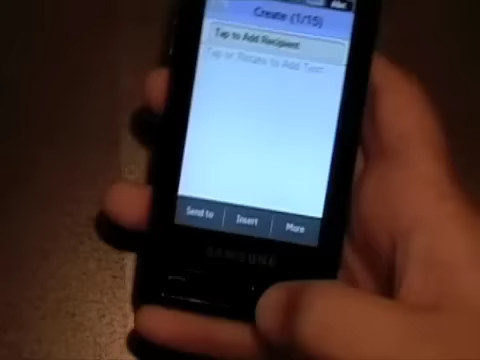 Create (1/15)
Tap to Add Recipient
Tap or Rotate to Add Text
Send to Insert More
SAMSUNG